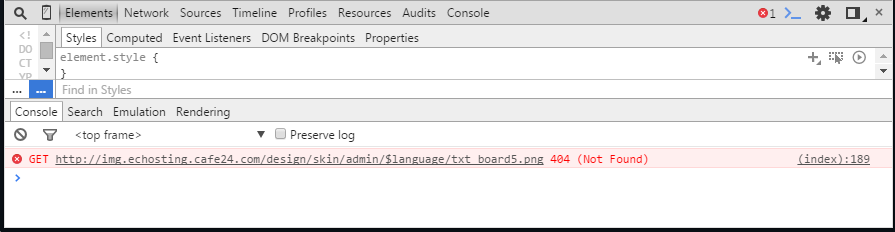 Elements Network Sources Timeline Profiles Resources Audits Console 1
<!
DO
CT
YP
Styles Computed Event Listeners DOM Breakpoints Properties
element.style {
}
... ... Find in Styles
Console Search Emulation Rendering
<top frame> Preserve log
GET http://img.echosting.cafe24.com/design/skin/admin/$language/txt_board5.png 404 (Not Found) (index):189